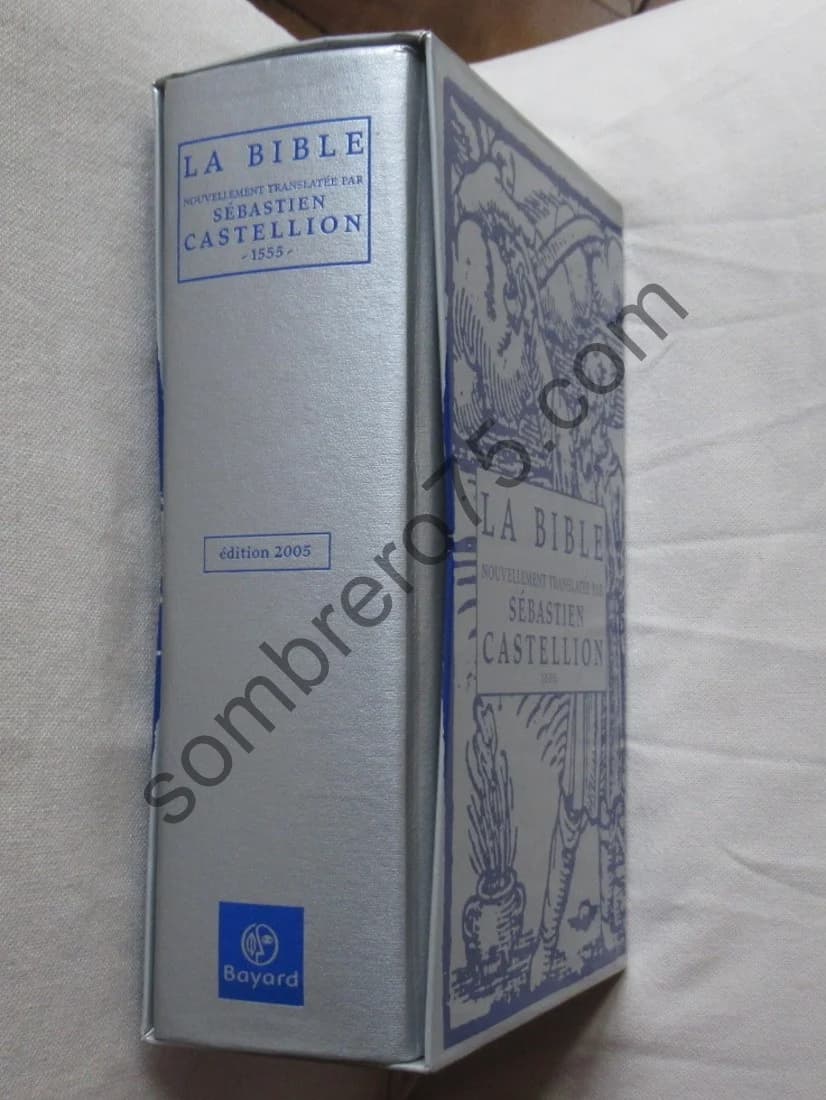 LA BIBLE
NOUVELLEMENT TRANSLATÉE PAR
SÉBASTIEN
CASTELLION
- 1555 -
édition 2005
Bayard
LA BIBLE
NOUVELLEMENT TRANSLATÉE PAR
SÉBASTIEN
CASTELLION
sombrero75.com